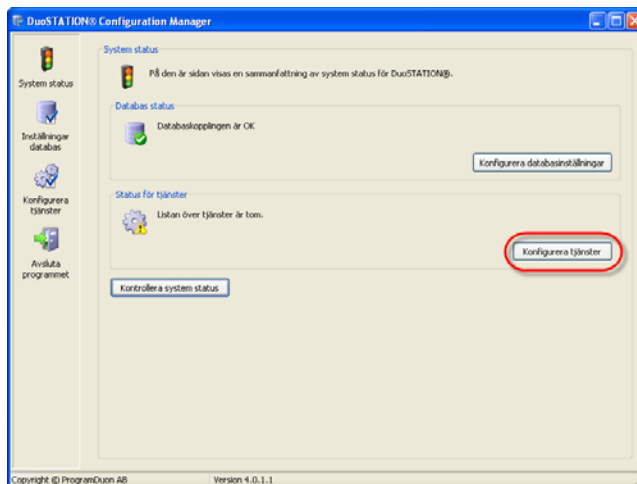 DuoSTATION® Configuration Manager
System status
Inställningar
databas
Konfigurera
tjänster
Avsluta
programmet
System status
På den är sidan visas en sammanfattning av system status för DuoSTATION®.
Databas status
Databaskopplingen är OK
Konfigurera databasinställningar
Status för tjänster
Listan över tjänster är tom.
Konfigurera tjänster
Kontrollera system status
Copyright © ProgramDuon AB
Version 4.0.1.1